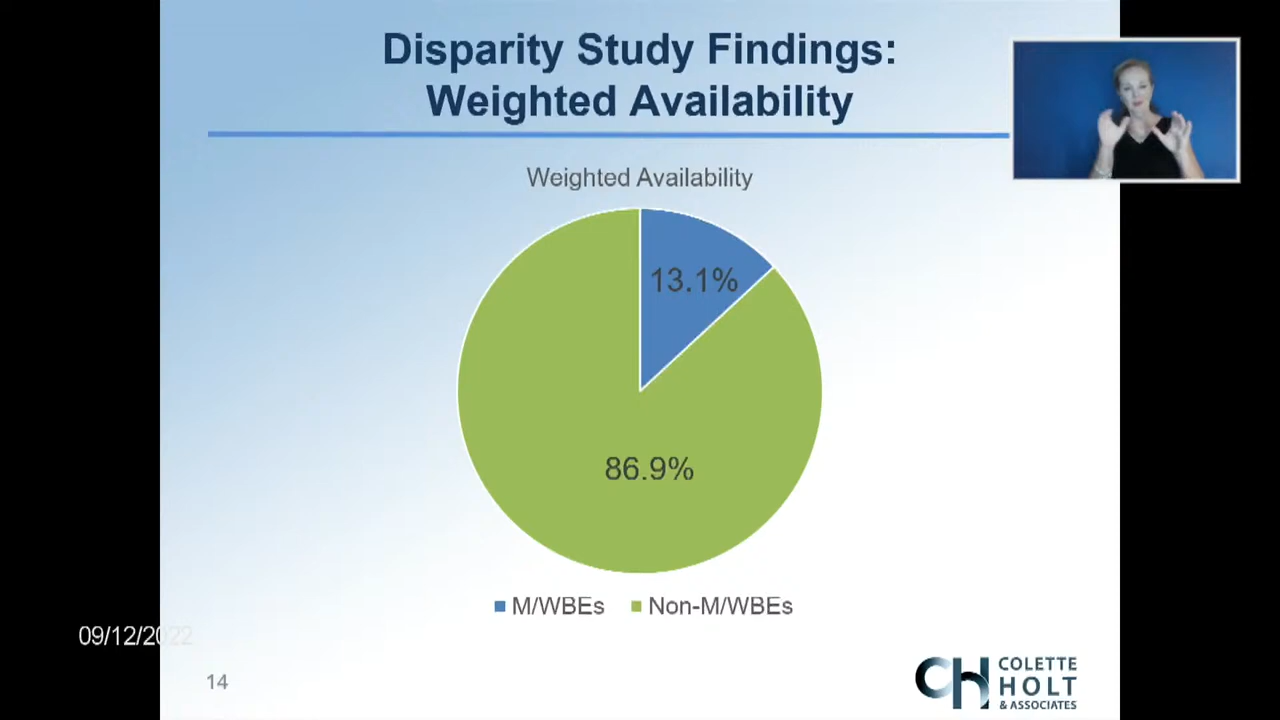 Disparity Study Findings:
Weighted Availability
Weighted Availability
13.1%
86.9%
M/WBEs
Non-M/WBEs
09/12/2022
14
CH
COLETTE
HOLT
& ASSOCIATES